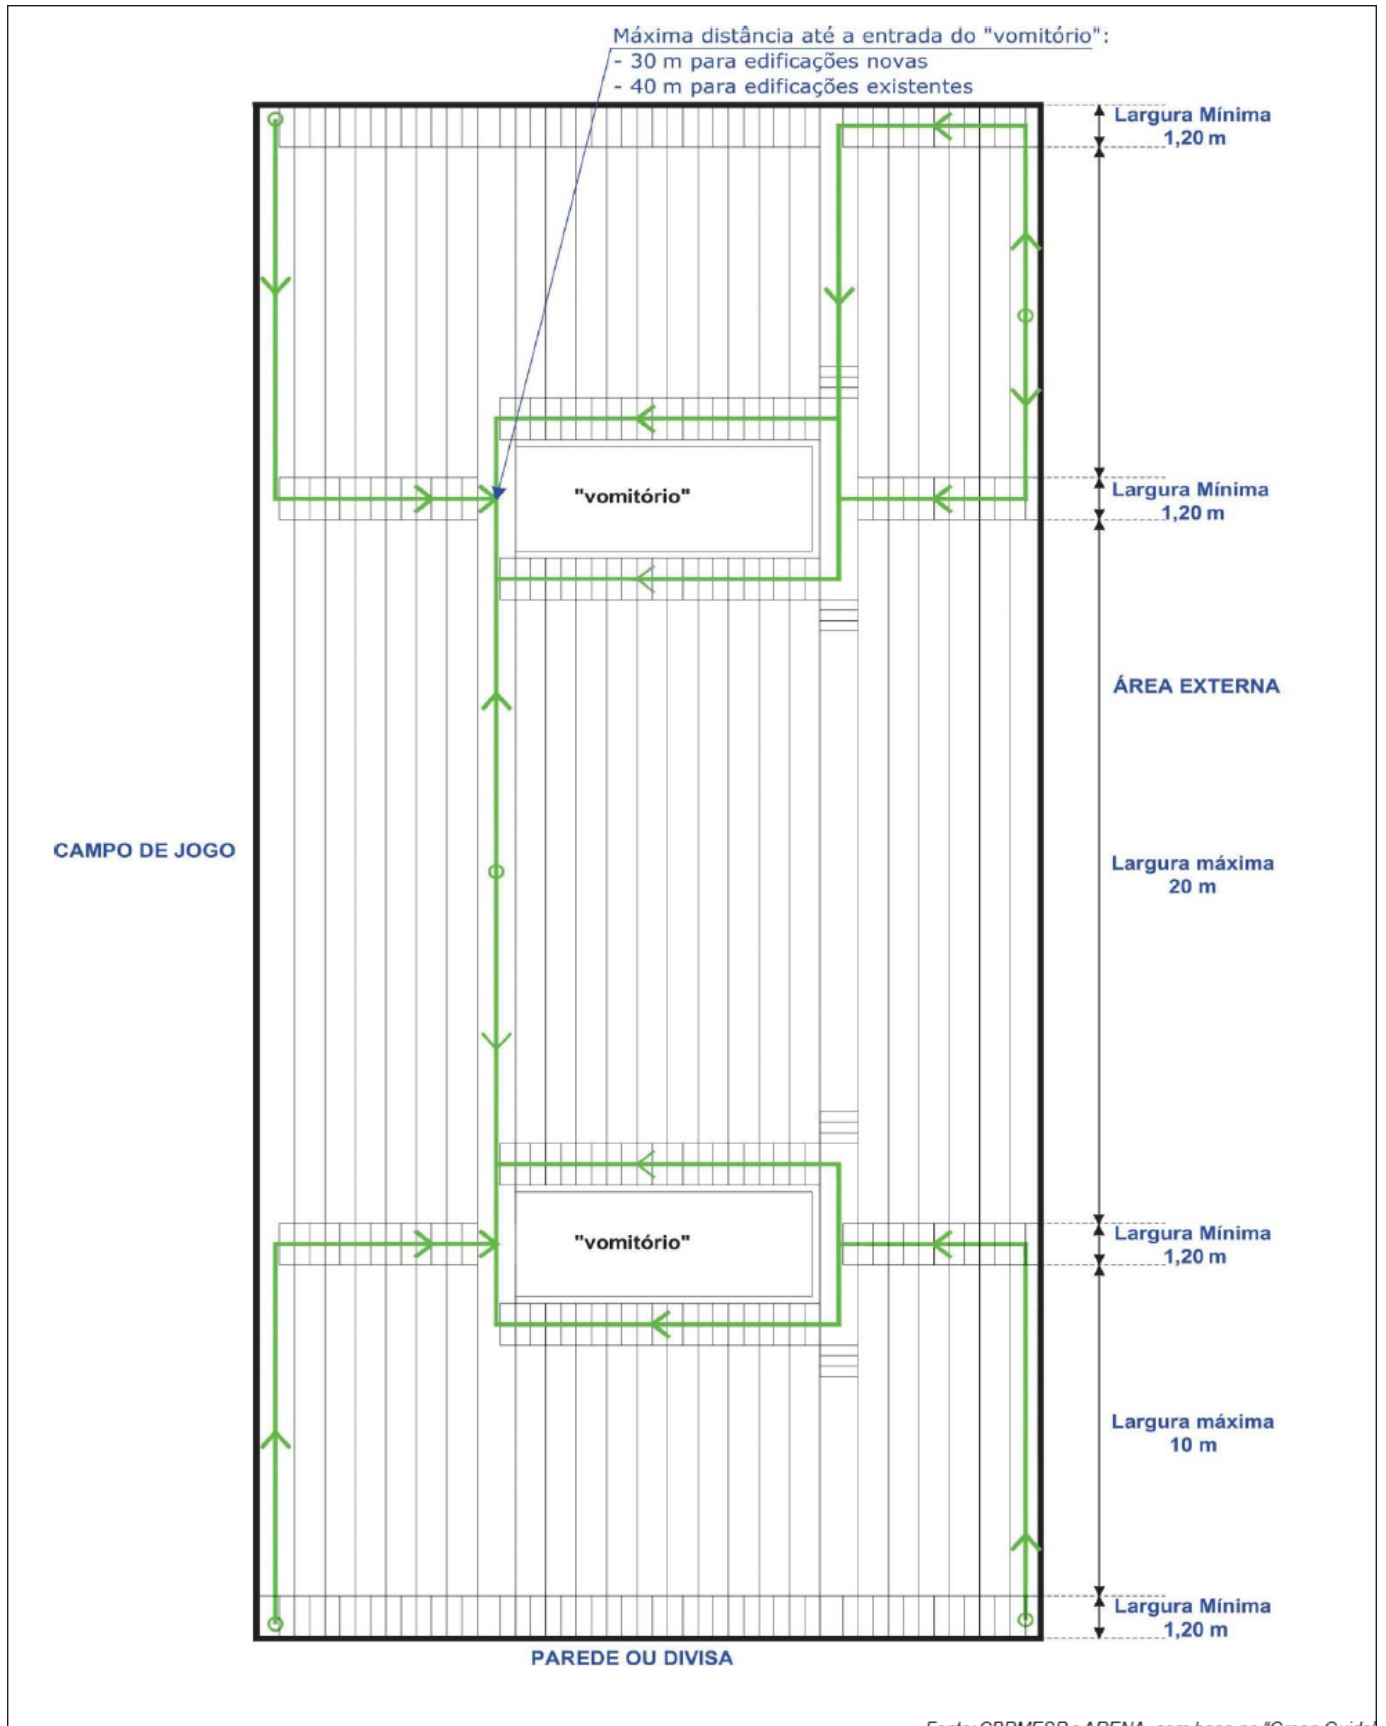 Máxima distância até a entrada do "vomitório":
- 30 m para edificações novas
- 40 m para edificações existentes
Largura Mínima
1,20 m
"vomitório"
Largura Mínima
1,20 m
ÁREA EXTERNA
CAMPO DE JOGO
Largura máxima
20 m
"vomitório"
Largura Mínima
1,20 m
Largura máxima
10 m
Largura Mínima
1,20 m
PAREDE OU DIVISA